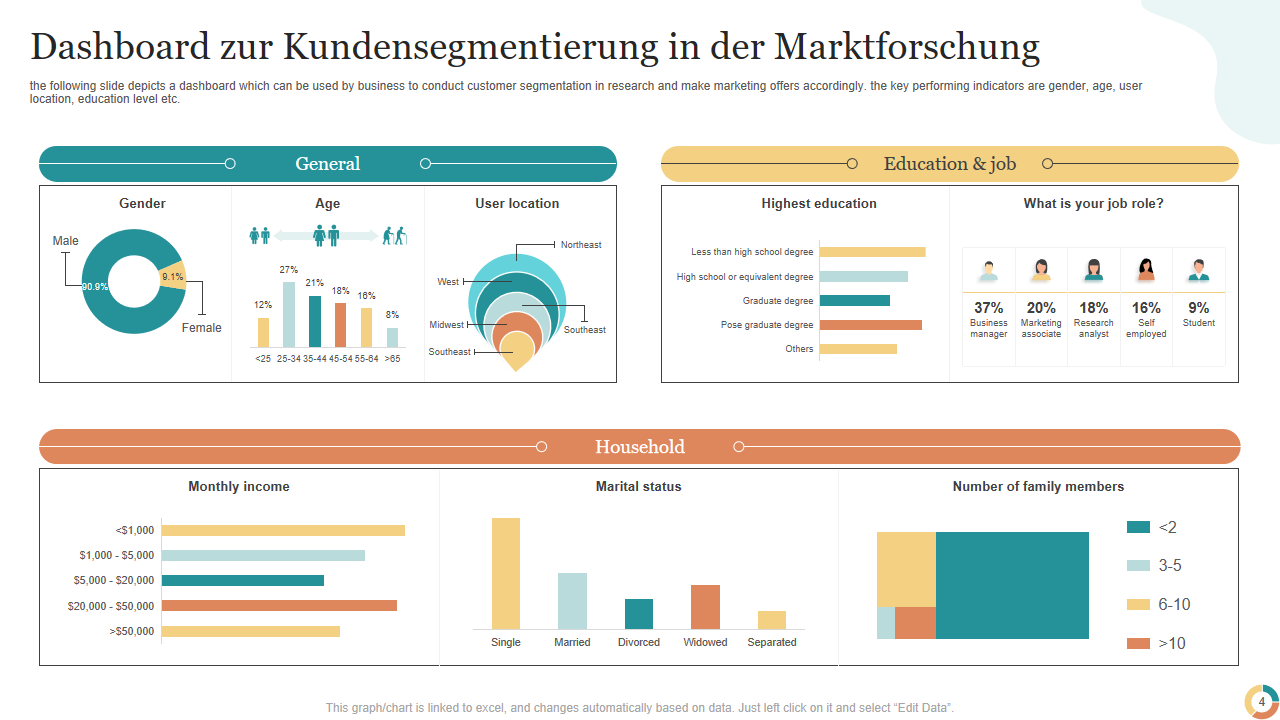 Dashboard zur Kundensegmentierung in der Marktforschung
the following slide depicts a dashboard which can be used by business to conduct customer segmentation in research and make marketing offers accordingly. the key performing indicators are gender, age, user
location, education level etc.
General
Gender
Male
90.9%
9.1%
Female
Age
12%
27%
21%
18%
16%
8%
<25
25-34
35-44
45-54
55-64
>65
User location
Northeast
West
Midwest
Southeast
Southeast
Education & job
Highest education
Less than high school degree
High school or equivalent degree
Graduate degree
Pose graduate degree
Others
What is your job role?
37%
20%
18%
16%
9%
Business
manager
Marketing
associate
Research
analyst
Self
employed
Student
Household
Monthly income
<$1,000
$1,000 - $5,000
$5,000 - $20,000
$20,000 - $50,000
>$50,000
Marital status
Single
Married
Divorced
Widowed
Separated
Number of family members
<2
3-5
6-10
>10
This graph/chart is linked to excel, and changes automatically based on data. Just left click on it and select “Edit Data”.
4